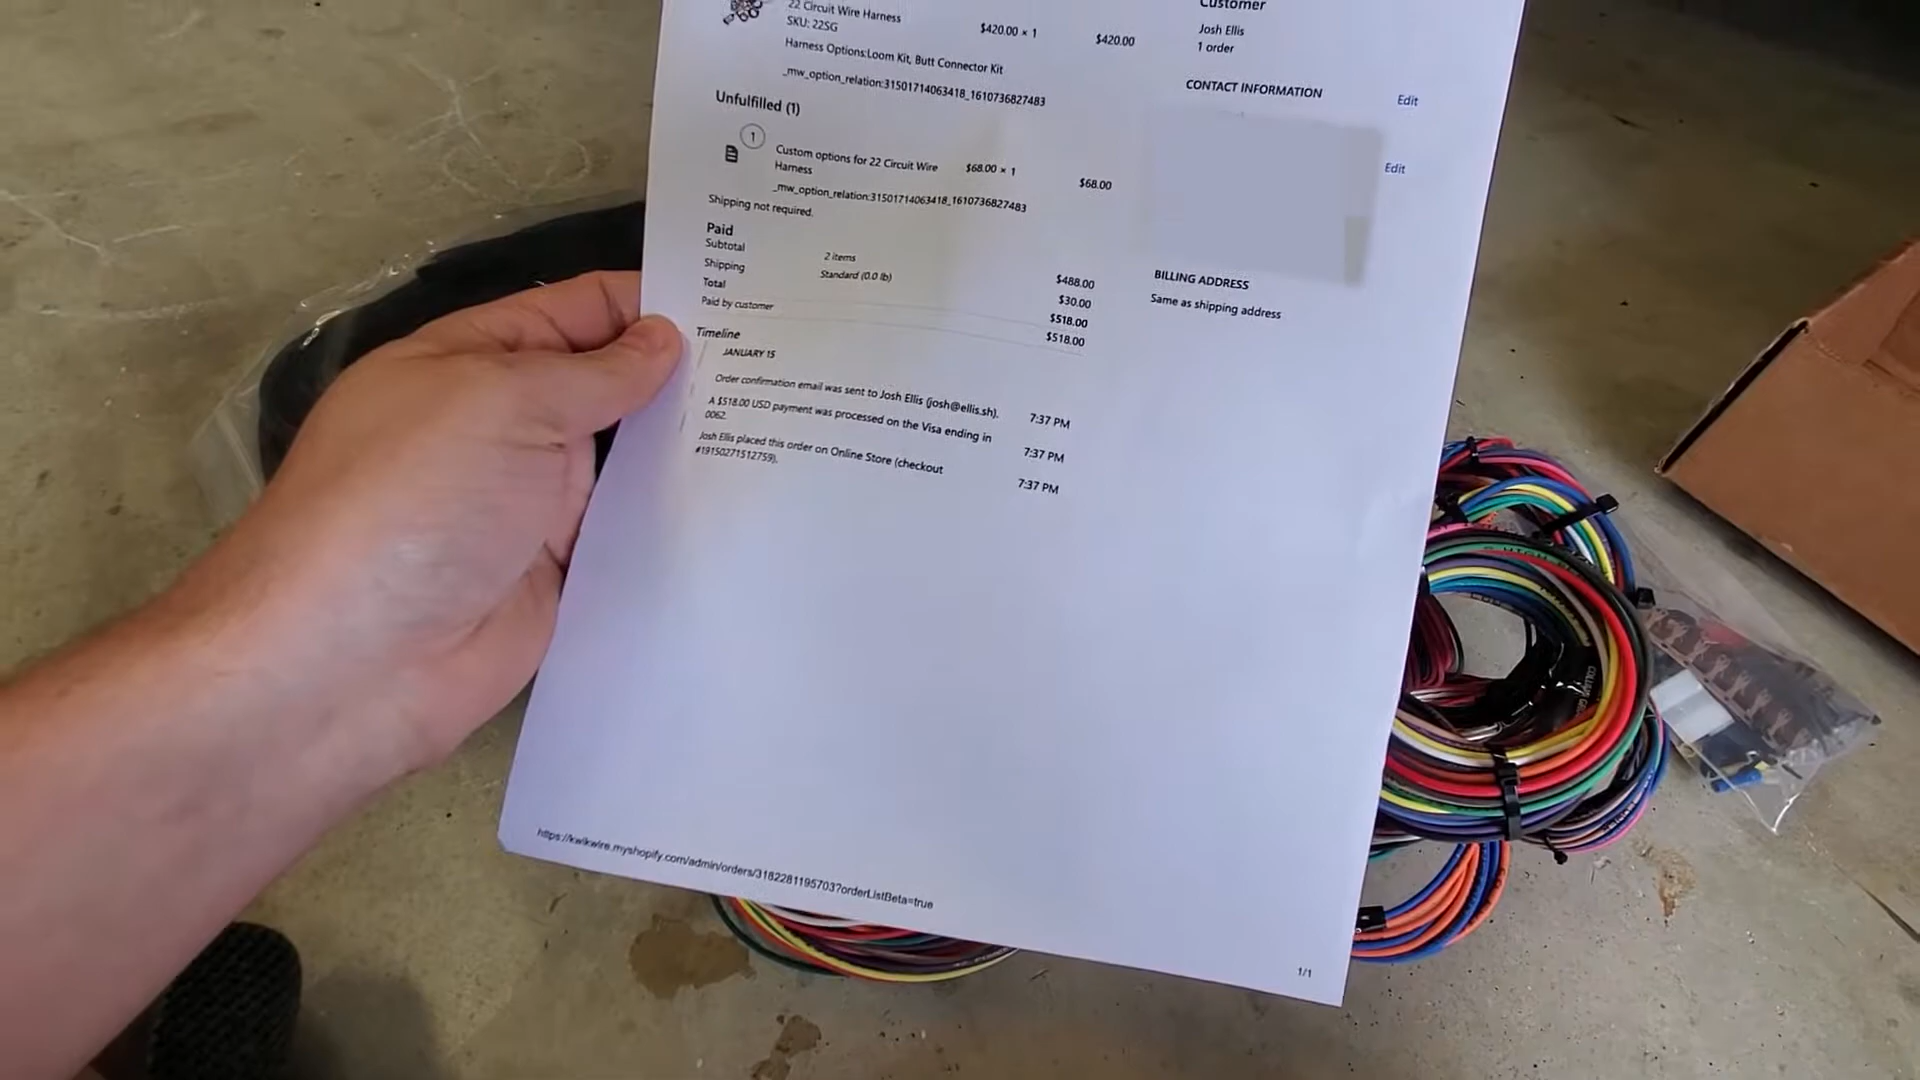 22 Circuit Wire Harness
SKU: 22SG
$420.00 × 1
$420.00
Harness Options:Loom Kit, Butt Connector Kit
_mw_option_relation:31501714063418_1610736827483
Unfulfilled (1)
1
Custom options for 22 Circuit Wire
Harness
$68.00 × 1
$68.00
_mw_option_relation:31501714063418_1610736827483
Shipping not required.
Paid
Subtotal
2 items
$488.00
Shipping
Standard (0.0 lb)
$30.00
Total
$518.00
Paid by customer
$518.00
Timeline
JANUARY 15
Order confirmation email was sent to Josh Ellis (josh@ellis.sh).
7:37 PM
A $518.00 USD payment was processed on the Visa ending in
0062.
7:37 PM
Josh Ellis placed this order on Online Store (checkout
#19150271512759).
7:37 PM
Customer
Josh Ellis
1 order
CONTACT INFORMATION
Edit
Edit
BILLING ADDRESS
Same as shipping address
https://kwikwire.myshopify.com/admin/orders/3182281195703?orderListBeta=true
1/1